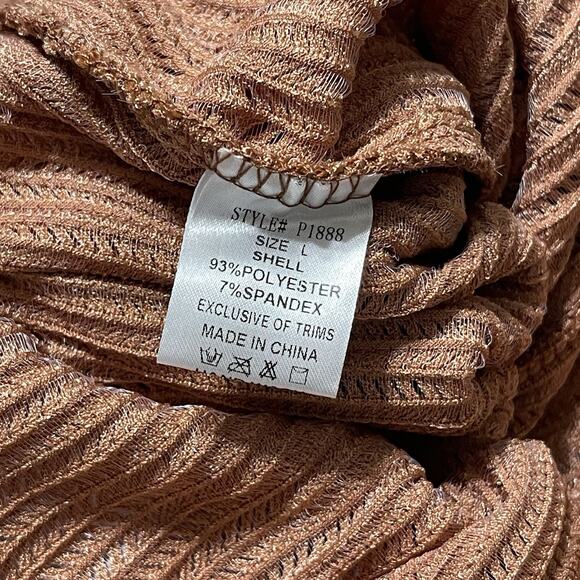 STYLE# P1888
SIZE L
SHELL
93%POLYESTER
7%SPANDEX
EXCLUSIVE OF TRIMS
MADE IN CHINA